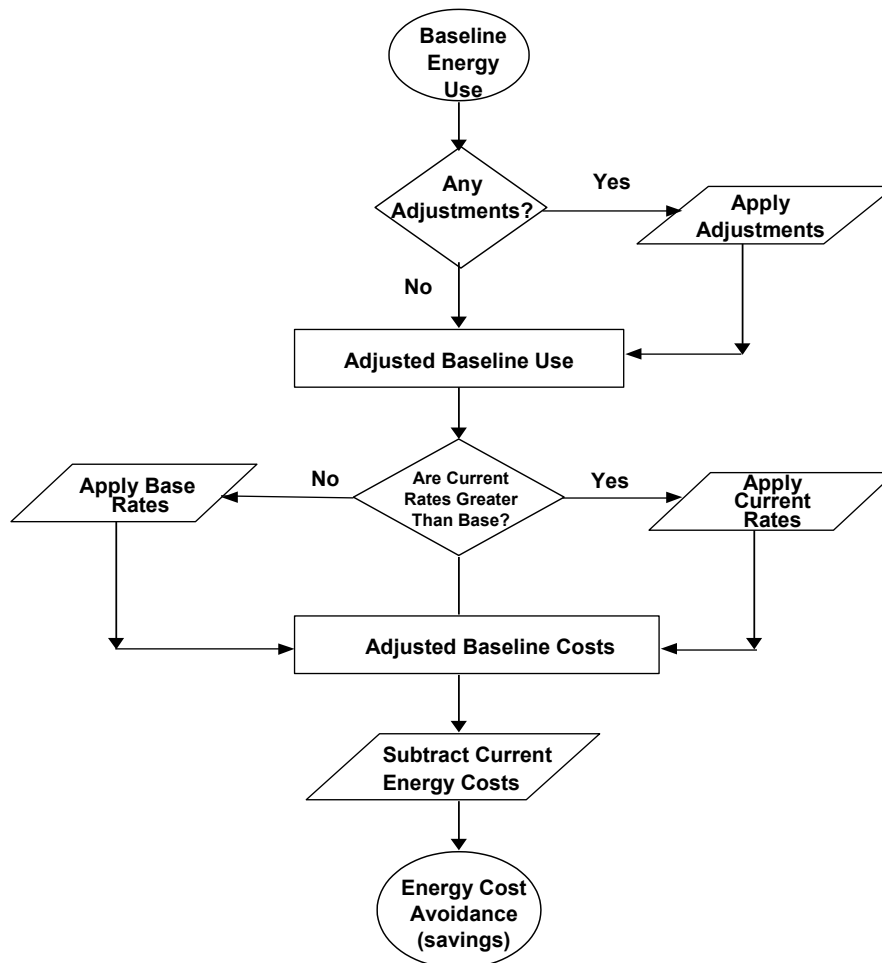 Baseline
Energy
Use
Any
Adjustments?
Yes
Apply
Adjustments
No
Adjusted Baseline Use
Apply Base
Rates
No
Are Current
Rates Greater
Than Base?
Yes
Apply
Current
Rates
Adjusted Baseline Costs
Subtract Current
Energy Costs
Energy Cost
Avoidance
(savings)